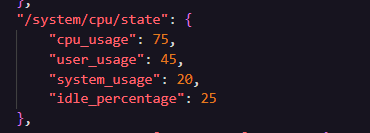 },
"/system/cpu/state": {
"cpu_usage": 75,
"user_usage": 45,
"system_usage": 20,
"idle_percentage": 25
},